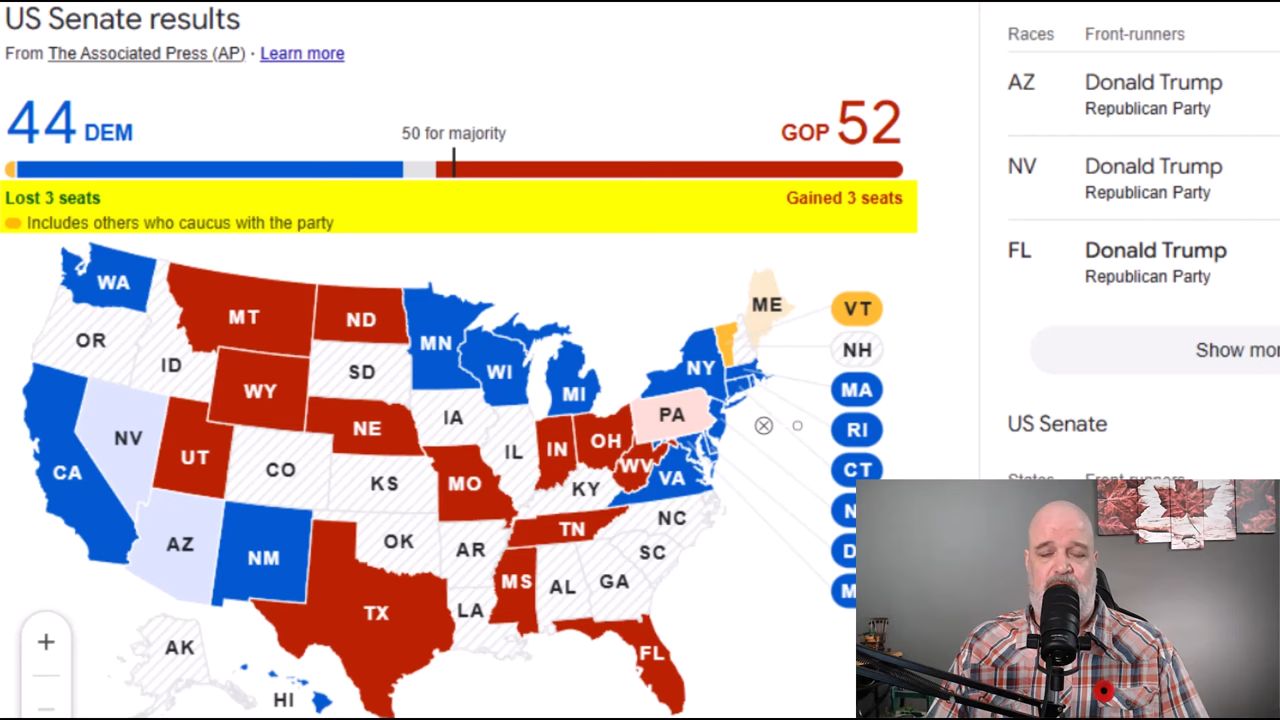 US Senate results
From The Associated Press (AP) · Learn more
44 DEM
50 for majority
GOP 52
Lost 3 seats
Gained 3 seats
Includes others who caucus with the party
WA
OR
ID
MT
ND
MN
SD
WY
WI
MI
NY
ME
VT
NH
MA
RI
CT
N
D
M
NV
UT
CA
NE
IA
CO
KS
IL
IN
OH
PA
WV
VA
MO
KY
NC
TN
AZ
NM
OK
AR
SC
MS
AL
GA
TX
LA
FL
AK
HI
+
−
Races Front-runners
AZ Donald Trump
Republican Party
NV Donald Trump
Republican Party
FL Donald Trump
Republican Party
Show mor
US Senate